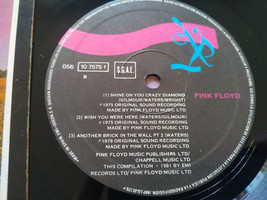 056
10 7575 1
B
S.G.A.E.
PINK FLOYD
(1) SHINE ON YOU CRAZY DIAMOND
(GILMOUR/WATERS/WRIGHT)
℗ 1975 ORIGINAL SOUND RECORDING
MADE BY PINK FLOYD MUSIC LTD
(2) WISH YOU WERE HERE (WATERS/GILMOUR)
℗ 1975 ORIGINAL SOUND RECORDING
MADE BY PINK FLOYD MUSIC LTD
(3) ANOTHER BRICK IN THE WALL PT 2 (WATERS)
℗ 1979 ORIGINAL SOUND RECORDING
MADE BY PINK FLOYD MUSIC LTD
PINK FLOYD MUSIC PUBLISHERS LTD/
CHAPPELL MUSIC LTD
THIS COMPILATION ℗ 1981 BY EMI
RECORDS LTD/ PINK FLOYD MUSIC LTD